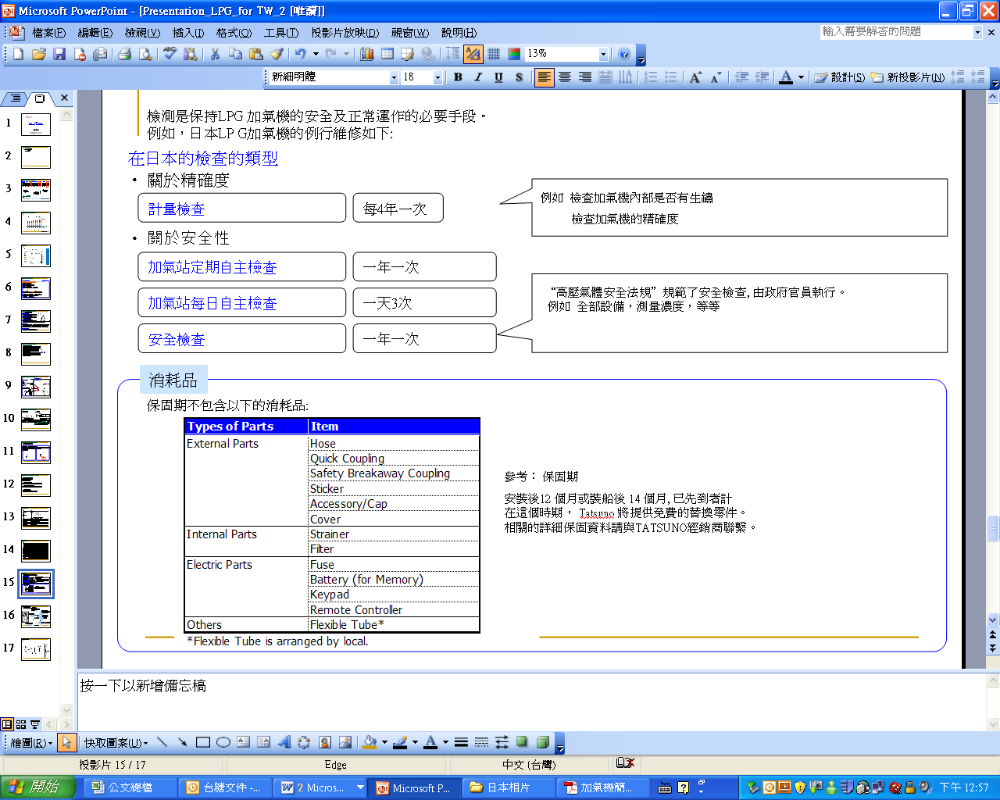 Microsoft PowerPoint - [Presentation_LPG_for TW_2 [唯讀]]
檔案(F) 編輯(E) 檢視(V) 插入(I) 格式(O) 工具(T) 投影片放映(D) 視窗(W) 說明(H) 輸入需要解答的問題
13%
新細明體 18 B I U S 設計(S) 新投影片(N)
檢測是保持LPG 加氣機的安全及正常運作的必要手段。
例如，日本LP G加氣機的例行維修如下:
在日本的檢查的類型
• 關於精確度
計量檢查 每4年一次
例如 檢查加氣機內部是否有生鏽
檢查加氣機的精確度
• 關於安全性
加氣站定期自主檢查 一年一次
加氣站每日自主檢查 一天3次
安全檢查 一年一次
“高壓氣體安全法規”規範了安全檢查,由政府官員執行。
例如 全部設備，測量濃度，等等
消耗品
保固期不包含以下的消耗品:
Types of Parts Item
External Parts Hose
Quick Coupling
Safety Breakaway Coupling
Sticker
Accessory/Cap
Cover
Internal Parts Strainer
Filter
Electric Parts Fuse
Battery (for Memory)
Keypad
Remote Controller
Others Flexible Tube*
*Flexible Tube is arranged by local.
參考： 保固期
安裝後12 個月或裝船後 14 個月,已先到者計
在這個時期， Tatsuno 將提供免費的替換零件。
相關的詳細保固資料請與TATSUNO經銷商聯繫。
1
2
3
4
5
6
7
8
9
10
11
12
13
14
15
16
17
按一下以新增備忘稿
繪圖(R) 快取圖案(U)
投影片 15 / 17 Edge 中文 (台灣)
開始 公文總檔 台糖文件 -... 2 Micros... Microsoft P... 日本相片 加氣機簡... 下午 12:57